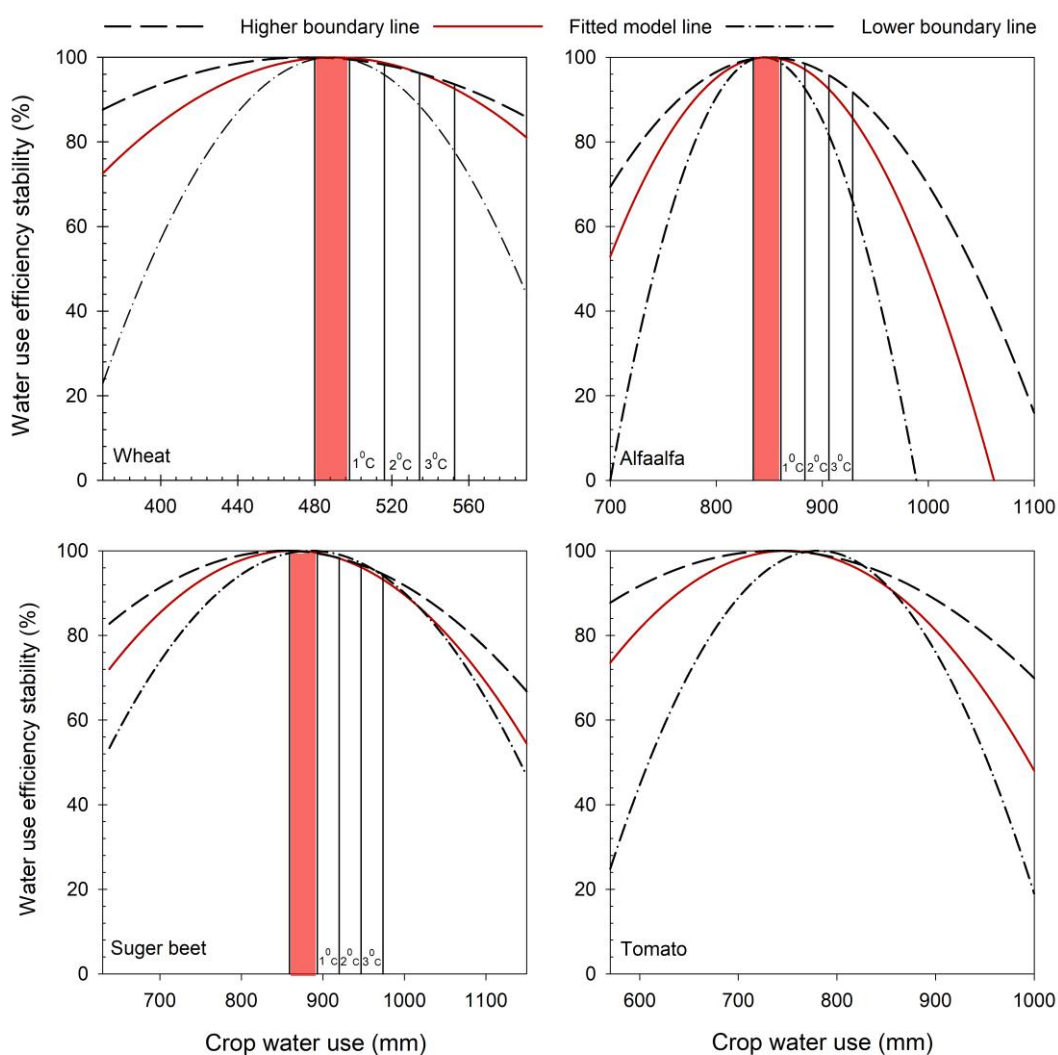 Higher boundary line Fitted model line Lower boundary line
Water use efficiency stability (%)
100
80
60
40
20
0
Wheat
1⁰C 2⁰C 3⁰C
400 440 480 520 560
100
80
60
40
20
0
Alfaalfa
1⁰C 2⁰C 3⁰C
700 800 900 1000 1100
Water use efficiency stability (%)
100
80
60
40
20
0
Suger beet
1⁰C 2⁰C 3⁰C
700 800 900 1000 1100
Crop water use (mm)
100
80
60
40
20
0
Tomato
600 700 800 900 1000
Crop water use (mm)